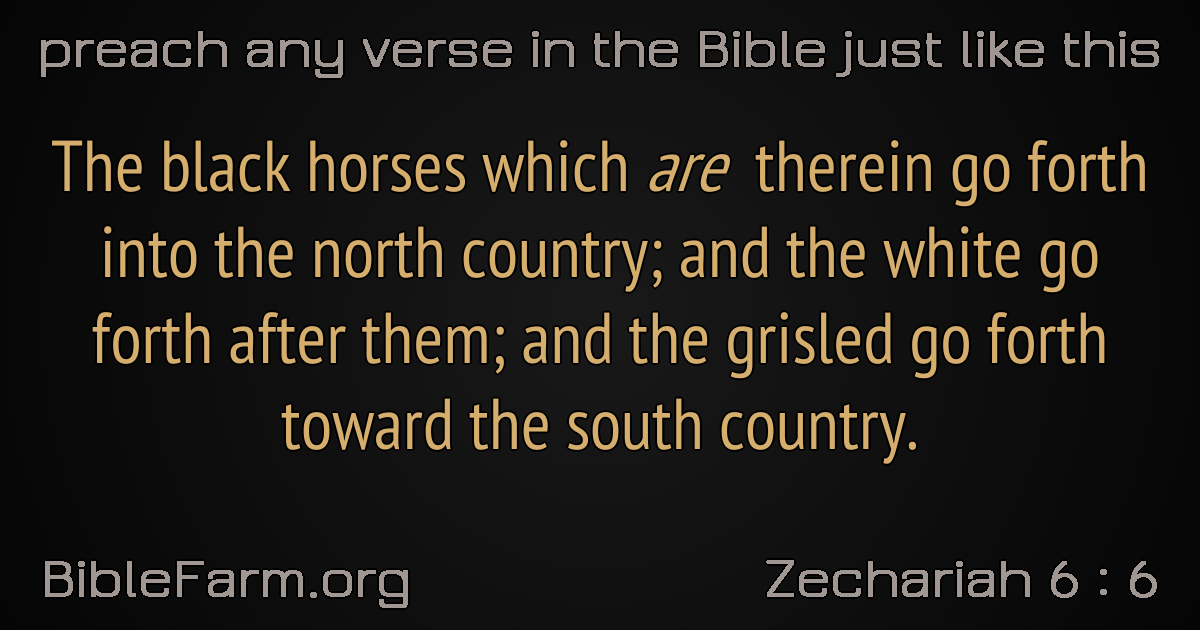 preach any verse in the Bible just like this
The black horses which are therein go forth
into the north country; and the white go
forth after them; and the grisled go forth
toward the south country.
BibleFarm.org
Zechariah 6 : 6